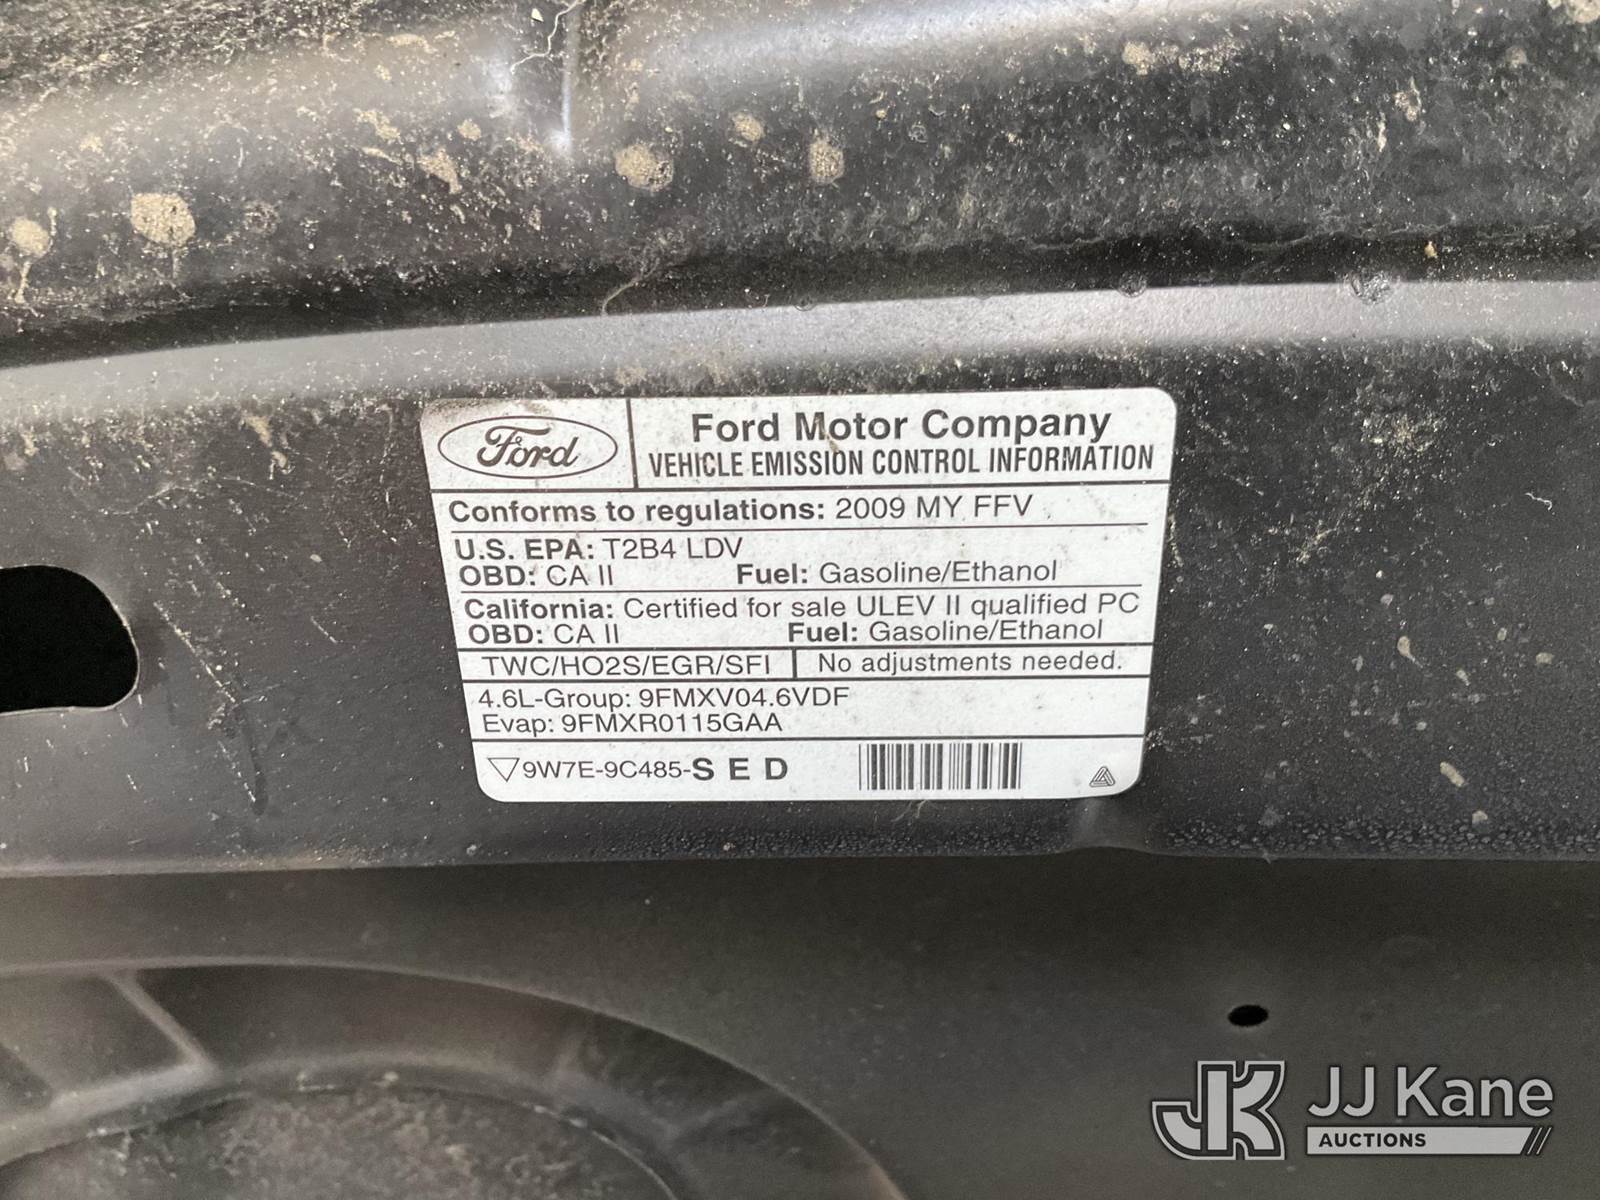 Ford
Ford Motor Company
VEHICLE EMISSION CONTROL INFORMATION
Conforms to regulations: 2009 MY FFV
U.S. EPA: T2B4 LDV
OBD: CA II Fuel: Gasoline/Ethanol
California: Certified for sale ULEV II qualified PC
OBD: CA II Fuel: Gasoline/Ethanol
TWC/HO2S/EGR/SFI No adjustments needed.
4.6L-Group: 9FMXV04.6VDF
Evap: 9FMXR0115GAA
9W7E-9C485-S E D
JK JJ Kane
AUCTIONS